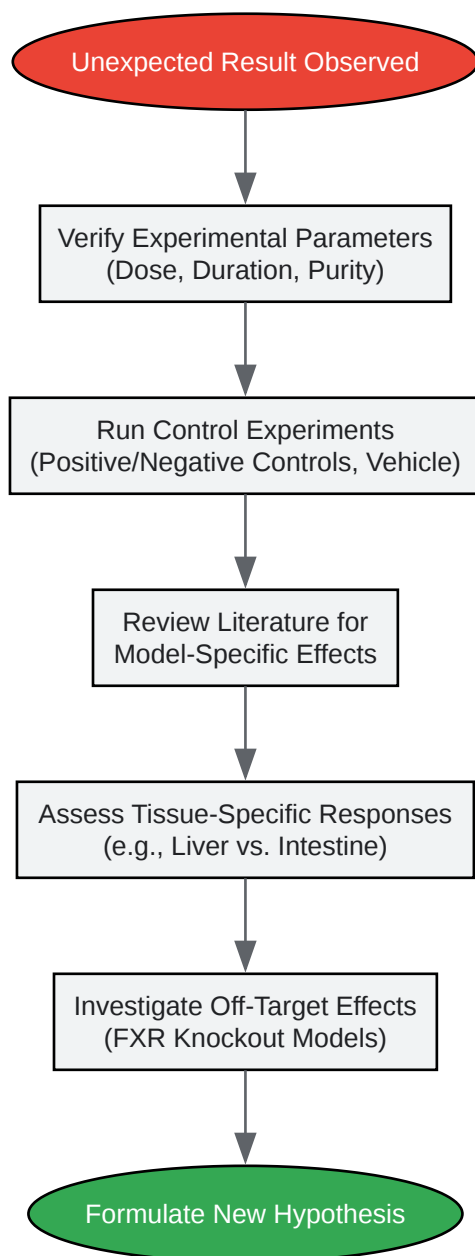 Unexpected Result Observed
Verify Experimental Parameters
(Dose, Duration, Purity)
Run Control Experiments
(Positive/Negative Controls, Vehicle)
Review Literature for
Model-Specific Effects
Assess Tissue-Specific Responses
(e.g., Liver vs. Intestine)
Investigate Off-Target Effects
(FXR Knockout Models)
Formulate New Hypothesis